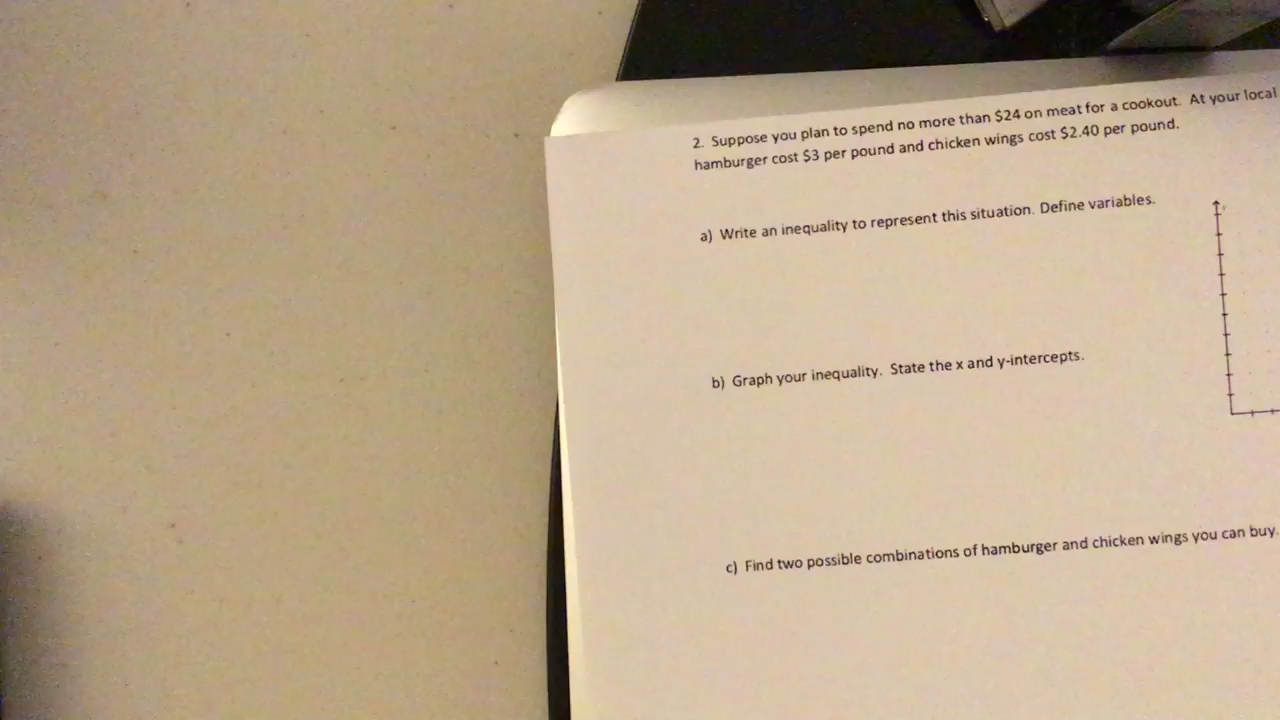 2. Suppose you plan to spend no more than $24 on meat for a cookout. At your local
hamburger cost $3 per pound and chicken wings cost $2.40 per pound.
a) Write an inequality to represent this situation. Define variables.
b) Graph your inequality. State the x and y-intercepts.
c) Find two possible combinations of hamburger and chicken wings you can buy.